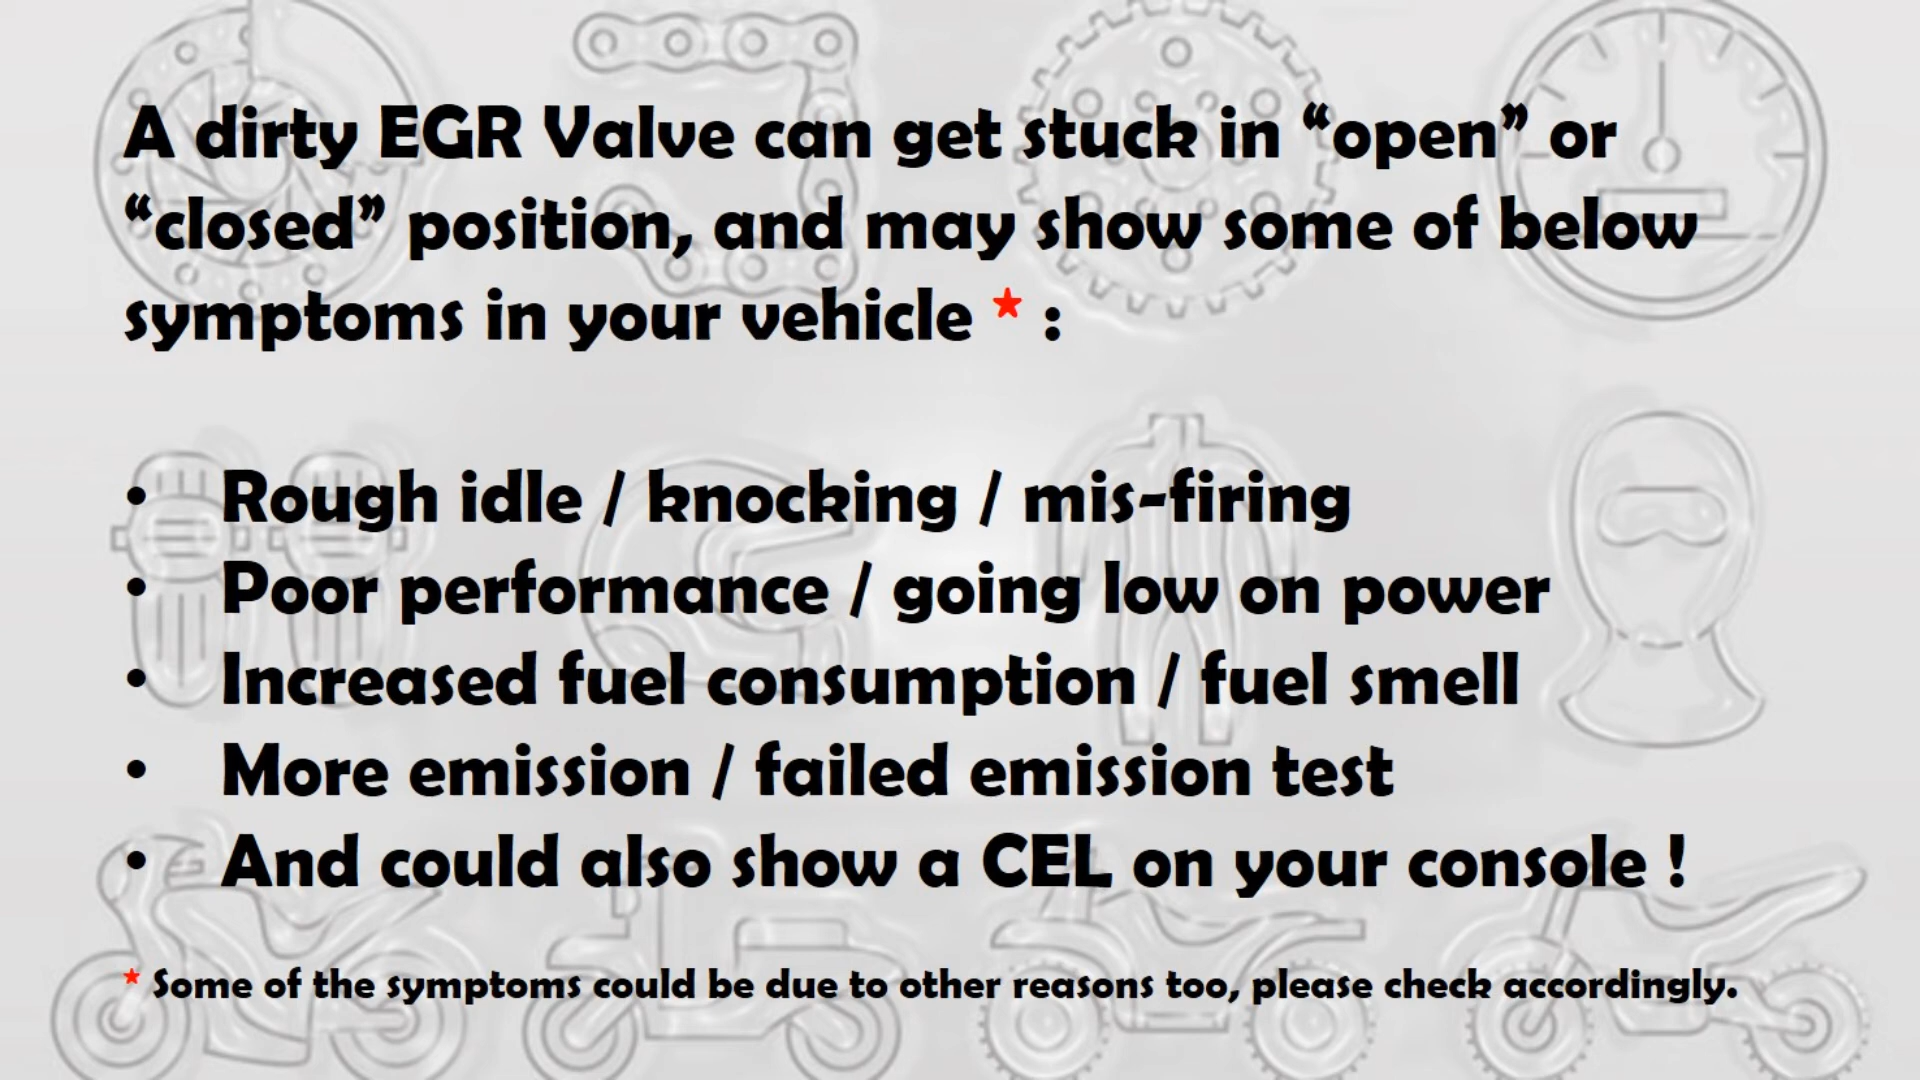 A dirty EGR Valve can get stuck in “open” or
“closed” position, and may show some of below
symptoms in your vehicle * :
• Rough idle / knocking / mis-firing
• Poor performance / going low on power
• Increased fuel consumption / fuel smell
• More emission / failed emission test
• And could also show a CEL on your console !
* Some of the symptoms could be due to other reasons too, please check accordingly.